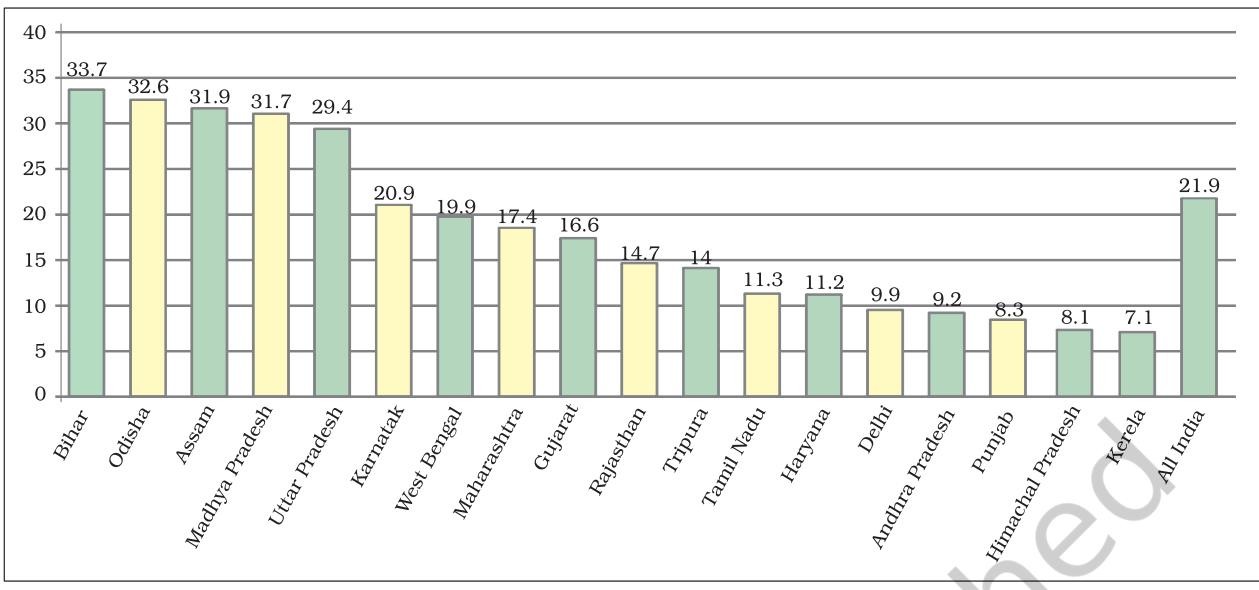 40
35
30
25
20
15
10
5
0
33.7
32.6
31.9
31.7
29.4
20.9
19.9
17.4
16.6
14.7
14
11.3
11.2
9.9
9.2
8.3
8.1
7.1
21.9
Bihar
Odisha
Assam
Madhya Pradesh
Uttar Pradesh
Karnatak
West Bengal
Maharashtra
Gujarat
Rajasthan
Tripura
Tamil Nadu
Haryana
Delhi
Andhra Pradesh
Punjab
Himachal Pradesh
Kerela
All India
hed